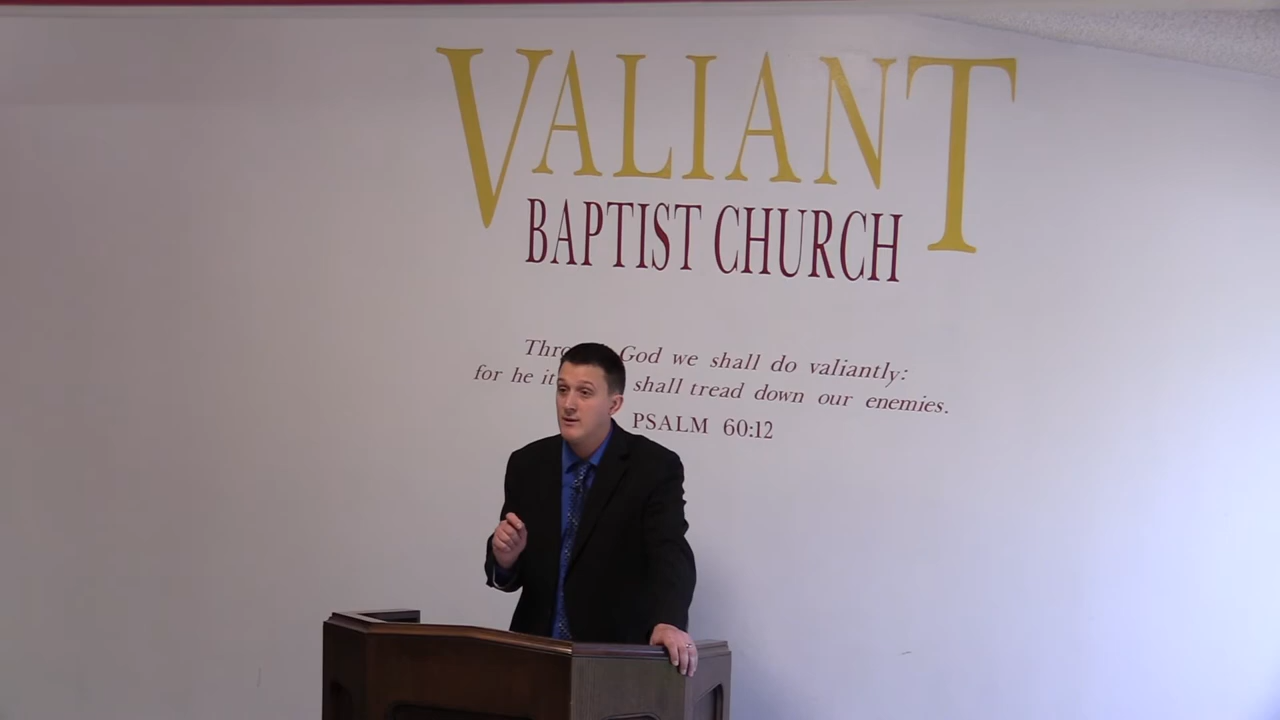 VALIANT
BAPTIST CHURCH
Thro God we shall do valiantly:
for he it shall tread down our enemies.
PSALM 60:12